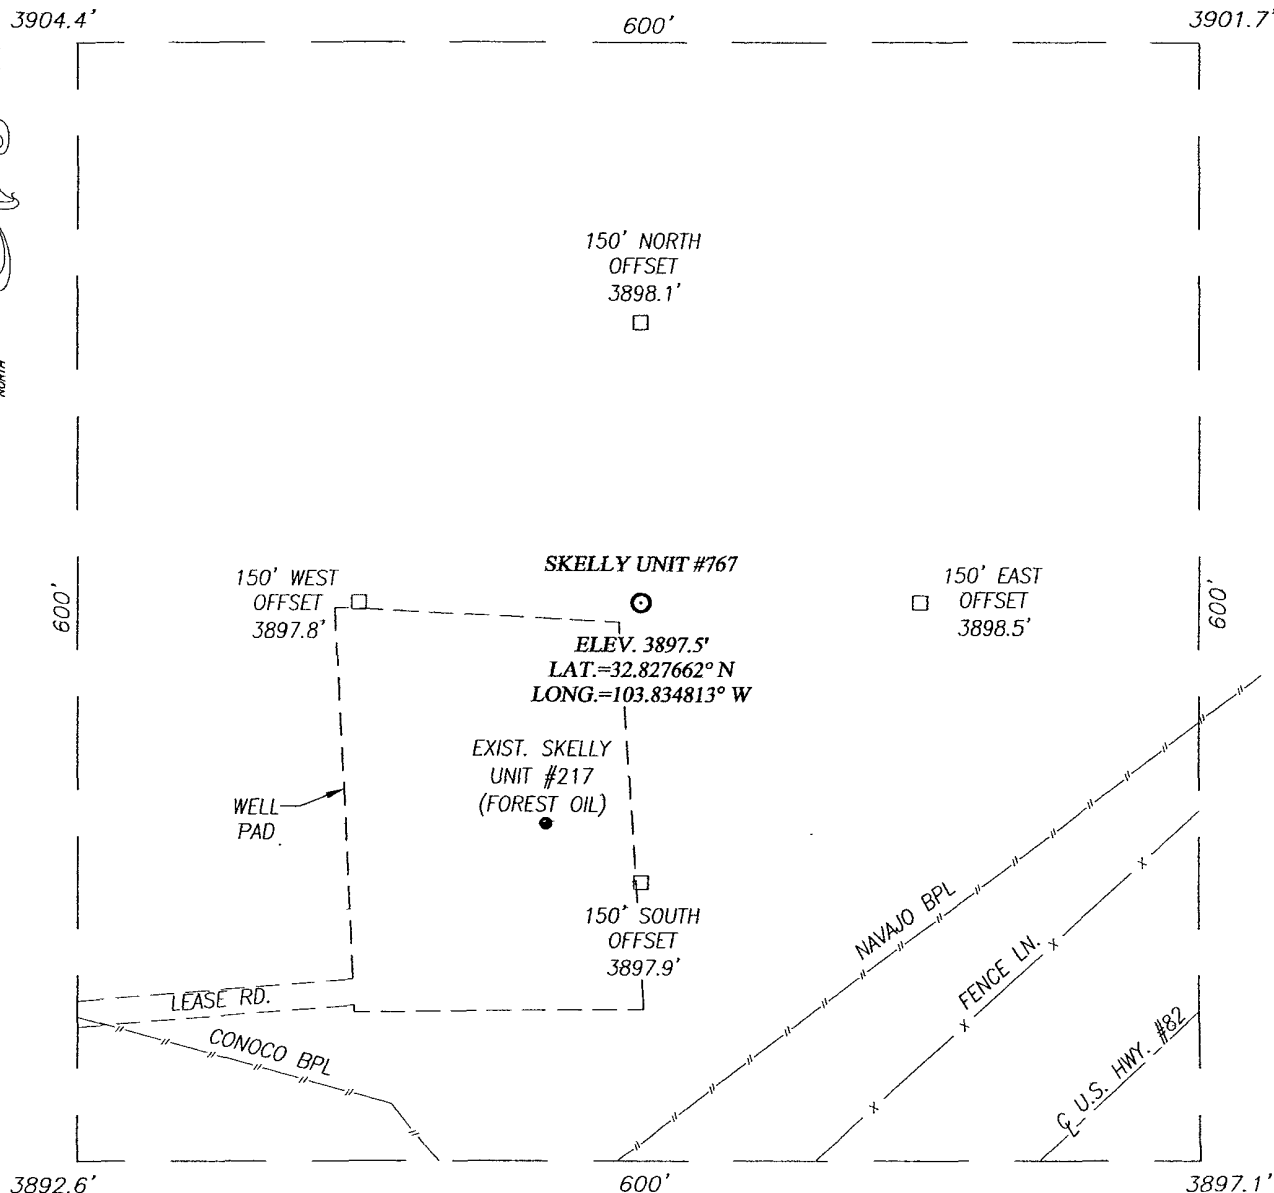 3904.4'
600'
3901.7'
150' NORTH
OFFSET
3898.1'
NORTH
SKELLY UNIT #767
150' WEST
OFFSET
3897.8'
150' EAST
OFFSET
3898.5'
600'
600'
ELEV. 3897.5'
LAT.=32.827662° N
LONG.=103.834813° W
EXIST. SKELLY
UNIT #217
(FOREST OIL)
WELL
PAD
150' SOUTH
OFFSET
3897.9'
NAVAJO BPL
FENCE LN.
LEASE RD.
CONOCO BPL
℄ U.S. HWY. #82
3892.6'
600'
3897.1'